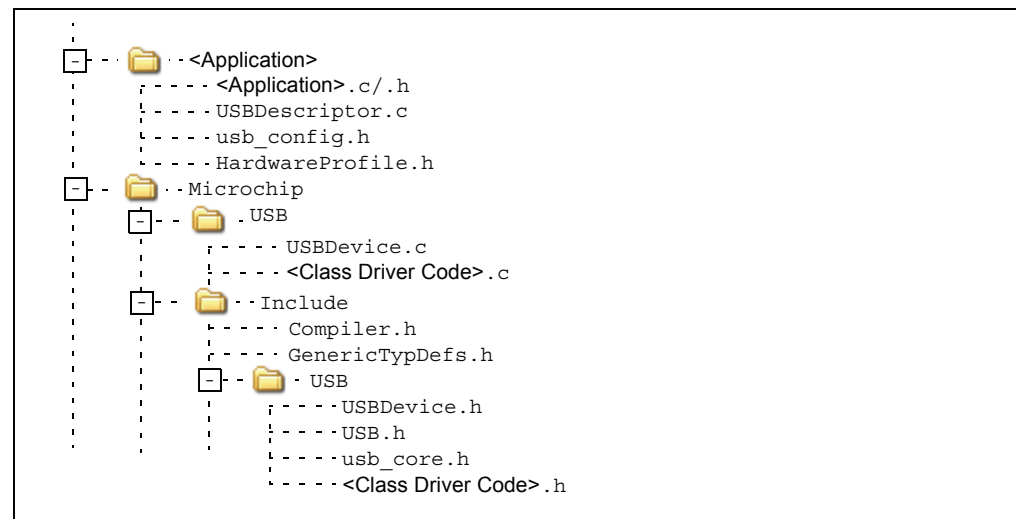 <Application>
<Application>.c/.h
USBDescriptor.c
usb_config.h
HardwareProfile.h
Microchip
USB
USBDevice.c
<Class Driver Code>.c
Include
Compiler.h
GenericTypDefs.h
USB
USBDevice.h
USB.h
usb_core.h
<Class Driver Code>.h